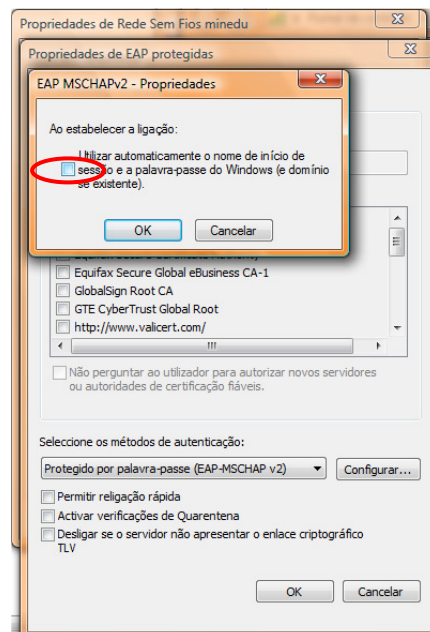 Propriedades de Rede Sem Fios minedu
Propriedades de EAP protegidas
EAP MSCHAPv2 - Propriedades
Ao estabelecer a ligação:
Utilizar automaticamente o nome de início de
sessão e a palavra-passe do Windows (e domínio
se existente).
OK Cancelar
Equifax Secure Global eBusiness CA-1
GlobalSign Root CA
GTE CyberTrust Global Root
http://www.valicert.com/
Não perguntar ao utilizador para autorizar novos servidores
ou autoridades de certificação fiáveis.
Seleccione os métodos de autenticação:
Protegido por palavra-passe (EAP-MSCHAP v2) Configurar...
Permitir religação rápida
Activar verificações de Quarentena
Desligar se o servidor não apresentar o enlace criptográfico
TLV
OK Cancelar